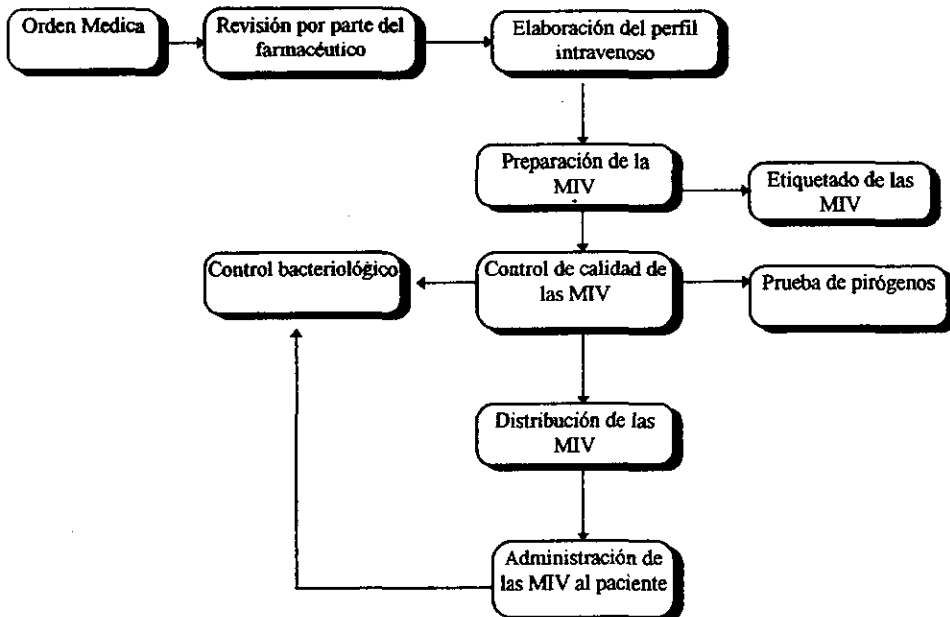 Orden Medica
Revisión por parte del
farmacéutico
Elaboración del perfil
intravenoso
Preparación de la
MIV
Etiquetado de las
MIV
Control bacteriológico
Control de calidad de
las MIV
Prueba de pirógenos
Distribución de las
MIV
Administración de
las MIV al paciente